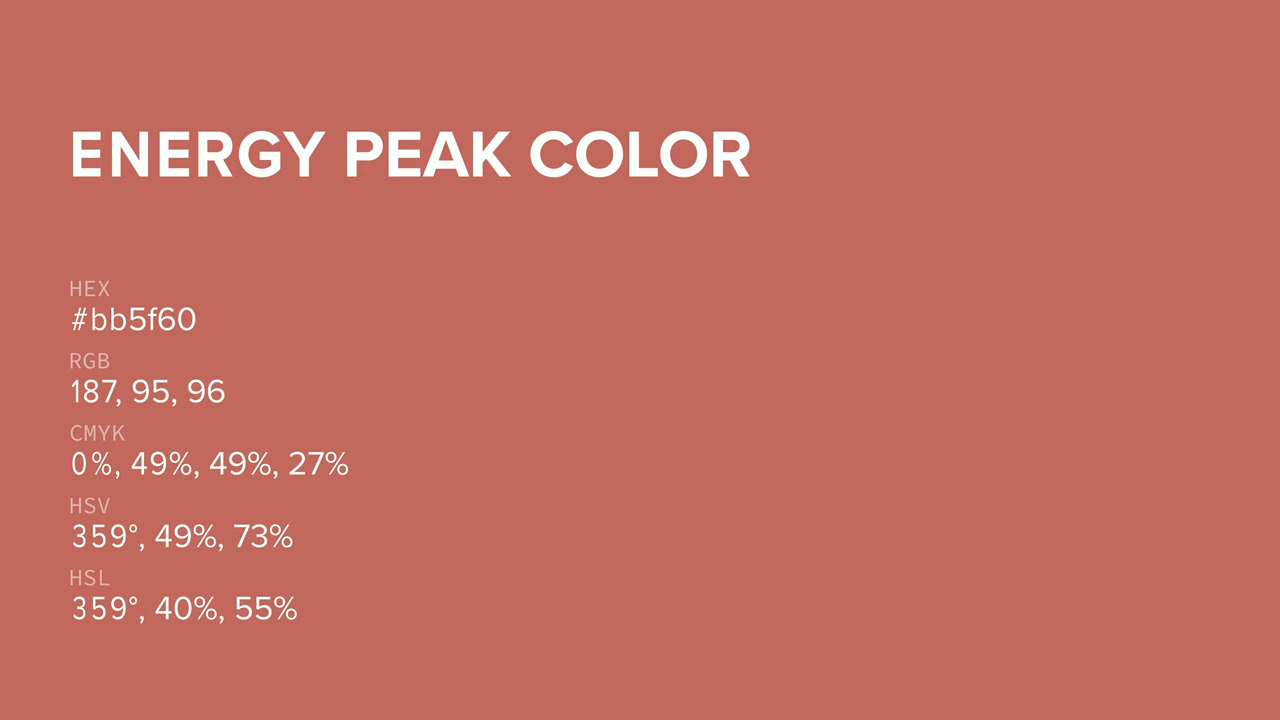 ENERGY PEAK COLOR
HEX
#bb5f60
RGB
187, 95, 96
CMYK
0%, 49%, 49%, 27%
HSV
359°, 49%, 73%
HSL
359°, 40%, 55%